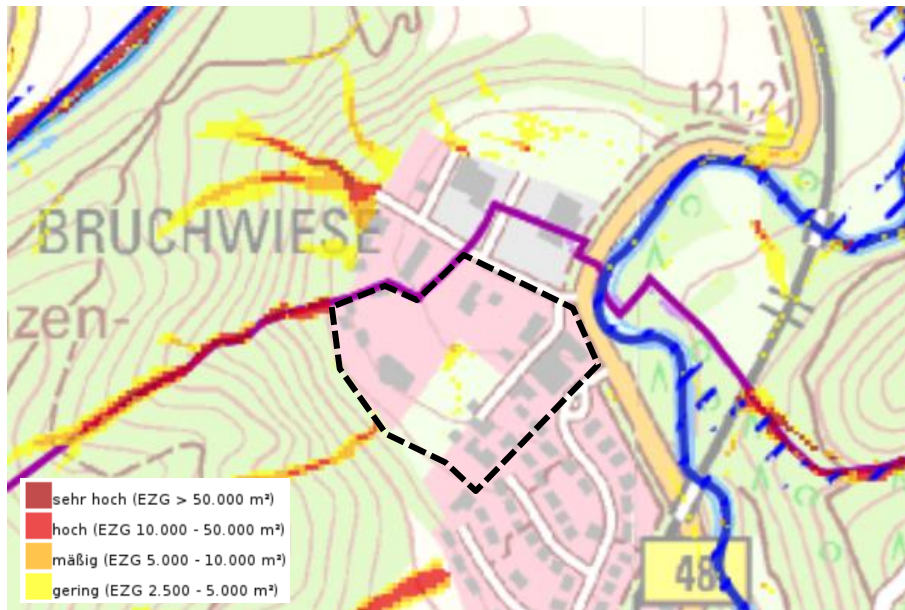 121,2
BRUCHWIESE
zen-
sehr hoch (EZG > 50.000 m²)
hoch (EZG 10.000 - 50.000 m²)
mäßig (EZG 5.000 - 10.000 m²)
gering (EZG 2.500 - 5.000 m²)
48